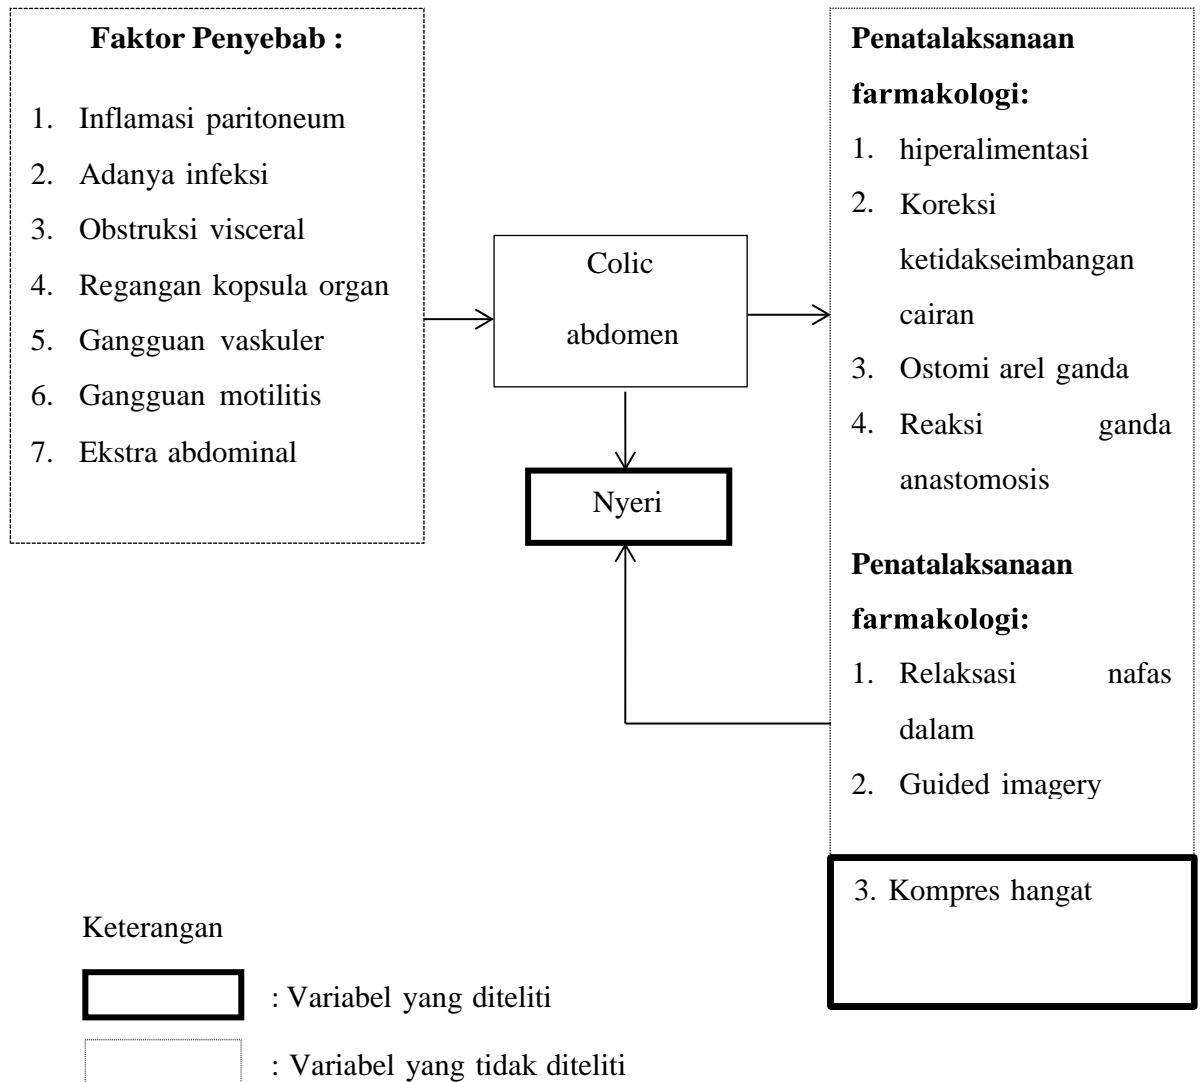 Faktor Penyebab :
1. Inflamasi paritoneum
2. Adanya infeksi
3. Obstruksi visceral
4. Regangan kopsula organ
5. Gangguan vaskuler
6. Gangguan motilitis
7. Ekstra abdominal
Colic
abdomen
Nyeri
Penatalaksanaan
farmakologi:
1. hiperalimentasi
2. Koreksi
ketidakseimbangan
cairan
3. Ostomi arel ganda
4. Reaksi ganda
anastomosis
Penatalaksanaan
farmakologi:
1. Relaksasi nafas
dalam
2. Guided imagery
3. Kompres hangat
Keterangan
: Variabel yang diteliti
: Variabel yang tidak diteliti